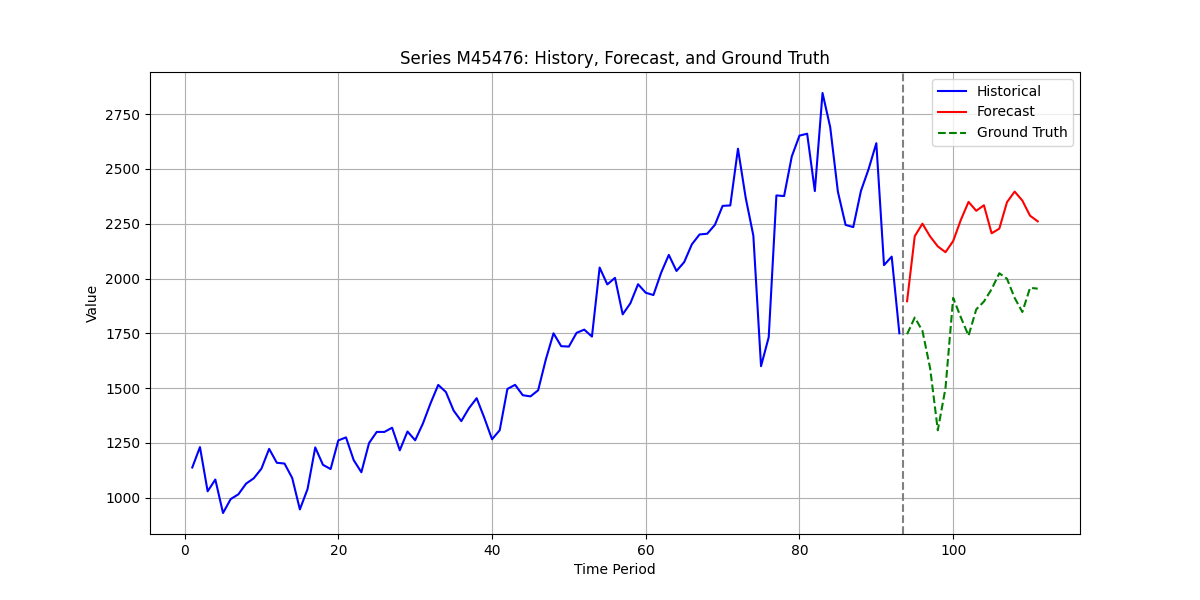 Series M45476: History, Forecast, and Ground Truth
Historical
Forecast
Ground Truth
2750
2500
2250
2000
1750
1500
1250
1000
Value
0 20 40 60 80 100
Time Period